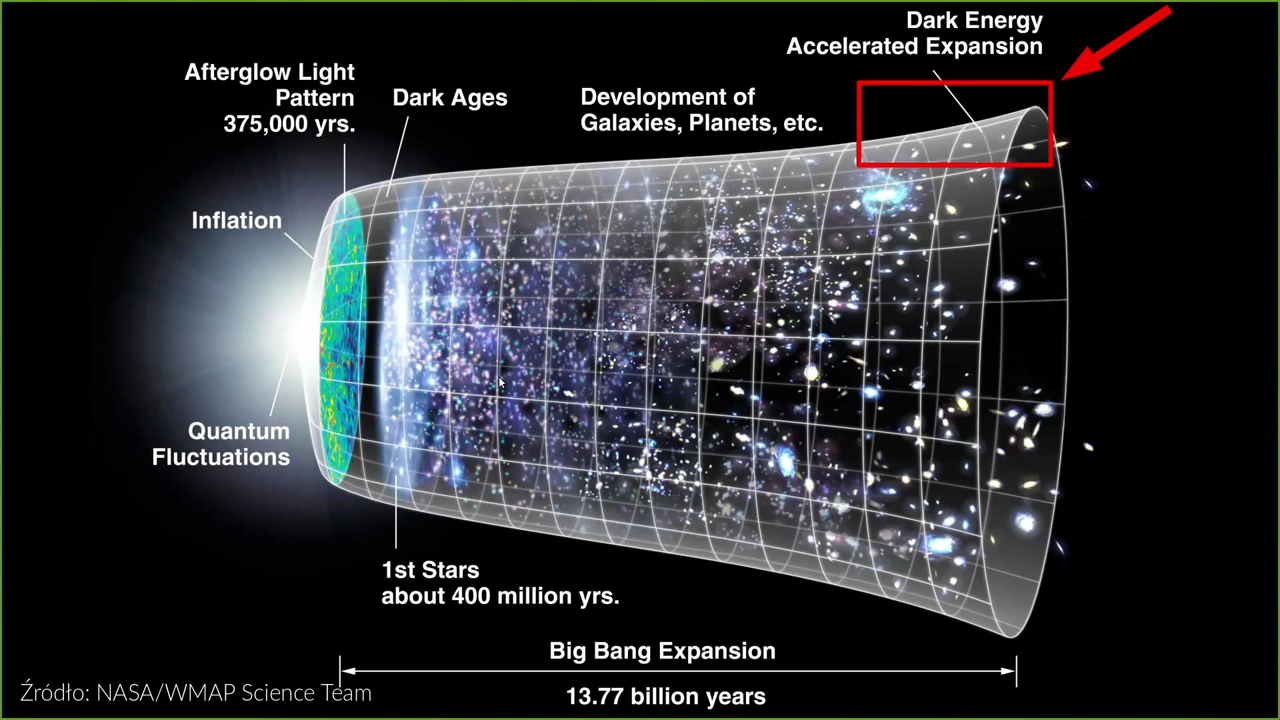 Dark Energy
Accelerated Expansion
Afterglow Light
Pattern
375,000 yrs.
Dark Ages
Development of
Galaxies, Planets, etc.
Inflation
Quantum
Fluctuations
1st Stars
about 400 million yrs.
Big Bang Expansion
13.77 billion years
Źródło: NASA/WMAP Science Team